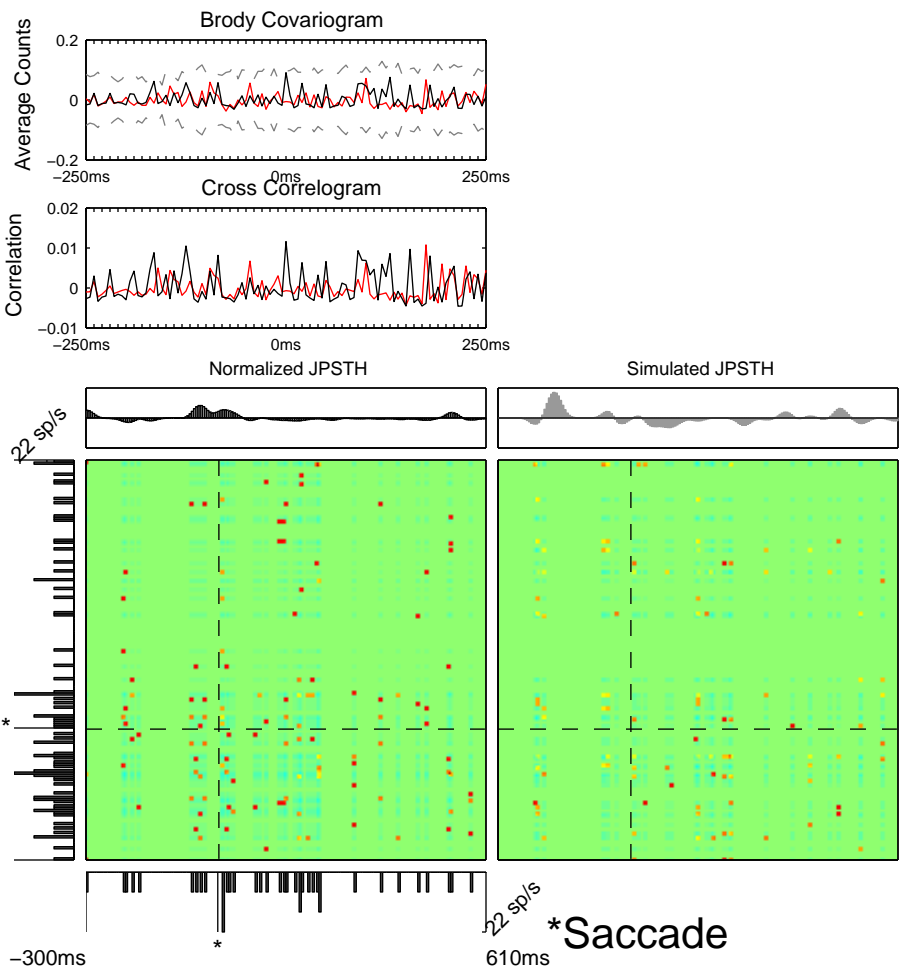 Brody Covariogram
Average Counts
0.2
0
−0.2
−250ms
0ms
250ms
Cross Correlogram
Correlation
0.02
0.01
0
−0.01
−250ms
0ms
250ms
Normalized JPSTH
Simulated JPSTH
22 sp/s
*
22 sp/s
*
*Saccade
−300ms
610ms